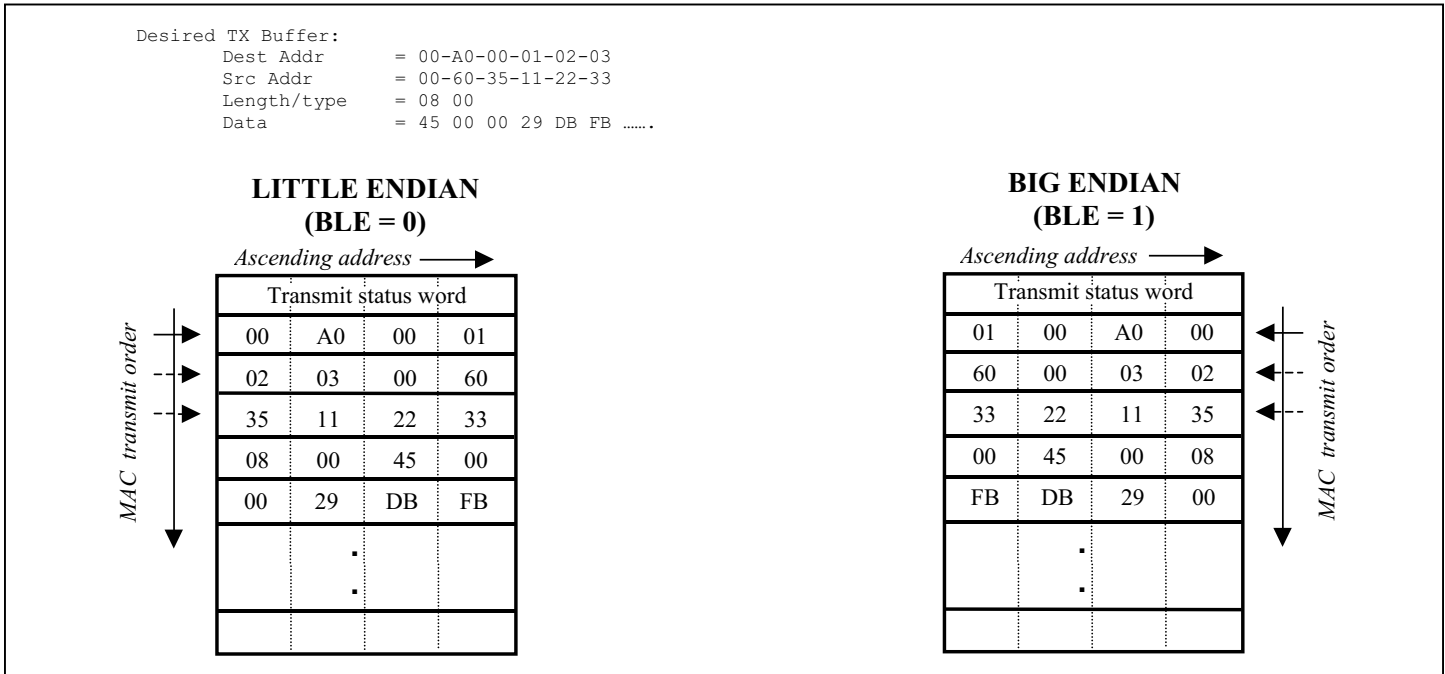 Desired TX Buffer:
Dest Addr = 00-A0-00-01-02-03
Src Addr = 00-60-35-11-22-33
Length/type = 08 00
Data = 45 00 00 29 DB FB …….
LITTLE ENDIAN
(BLE = 0)
Ascending address
Transmit status word
00 A0 00 01
02 03 00 60
35 11 22 33
08 00 45 00
00 29 DB FB
.
.
MAC transmit order
BIG ENDIAN
(BLE = 1)
Ascending address
Transmit status word
01 00 A0 00
60 00 03 02
33 22 11 35
00 45 00 08
FB DB 29 00
.
.
MAC transmit order